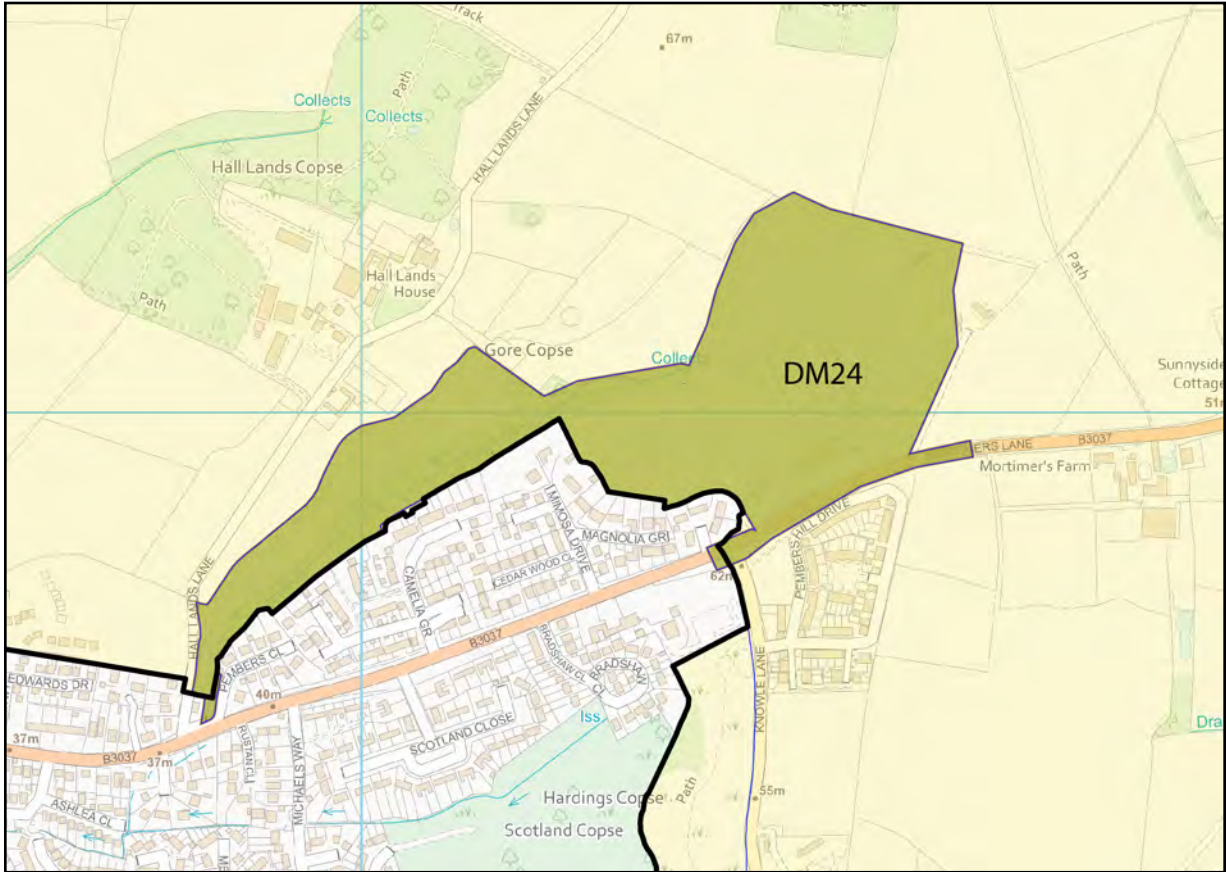 Copse
Track
67m
Path
Collects
Collects
HALL LANDS LANE
Hall Lands Copse
Path
Hall Lands
House
Path
Gore Copse
Collects
DM24
Sunnyside
Cottage
51m
ERS LANE
B3037
Mortimer's Farm
HALL LANDS LANE
MIMOSA DRIVE
MAGNOLIA GR
CEDAR WOOD CL
CAMELIA GR
62m
PEMBERS HILL DRIVE
PEMBERS CL
B3037
BRADSHAW CL
BRADSHAW
CL
EDWARDS DR
40m
KNOWLE LANE
Iss
SCOTLAND CLOSE
Dra
37m
B3037
37m
RUSTAN CL
MICHAELS WAY
ASHLEA CL
Hardings Copse
Path
55m
Scotland Copse